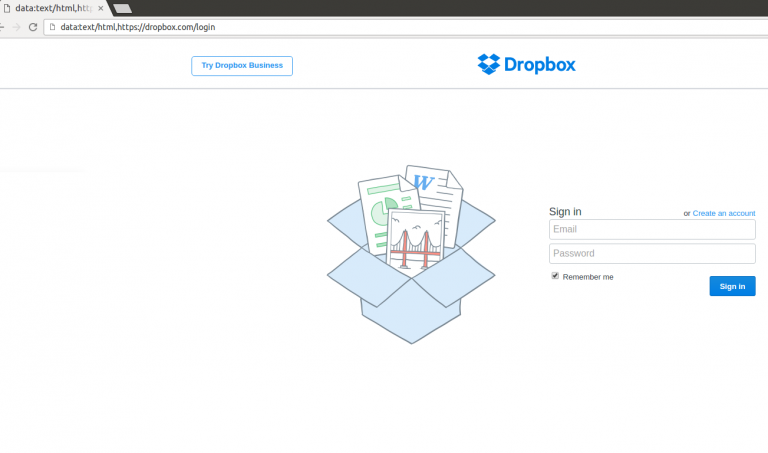 data:text/html,htt
data:text/html,https://dropbox.com/login
Try Dropbox Business
Dropbox
W
Sign in
or Create an account
Email
Password
Remember me
Sign in